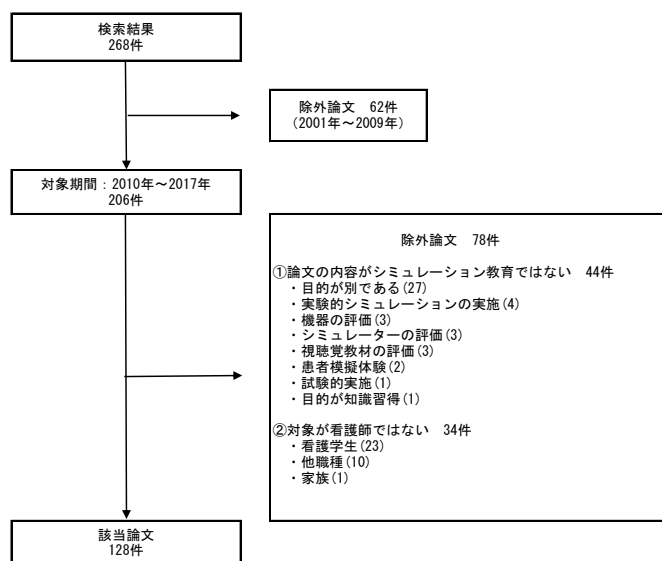 検索結果
268件
除外論文　62件
（2001年～2009年）
対象期間：2010年～2017年
206件
除外論文　78件
①論文の内容がシミュレーション教育ではない　44件
・目的が別である(27)
・実験的シミュレーションの実施(4)
・機器の評価(3)
・シミュレーターの評価(3)
・視聴覚教材の評価(3)
・患者模擬体験(2)
・試験的実施(1)
・目的が知識習得(1)
②対象が看護師ではない　34件
・看護学生(23)
・他職種(10)
・家族(1)
該当論文
128件